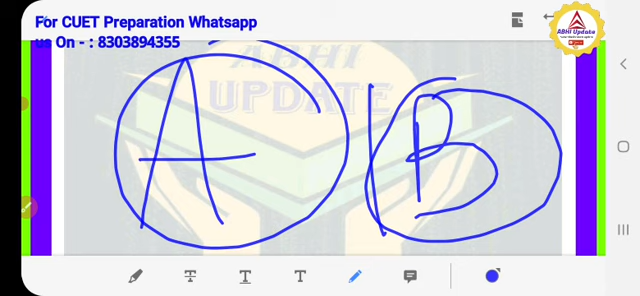 For CUET Preparation Whatsapp
us On - : 8303894355
ABHI Update
ABHI
UPDATE
A
B
T
T
T